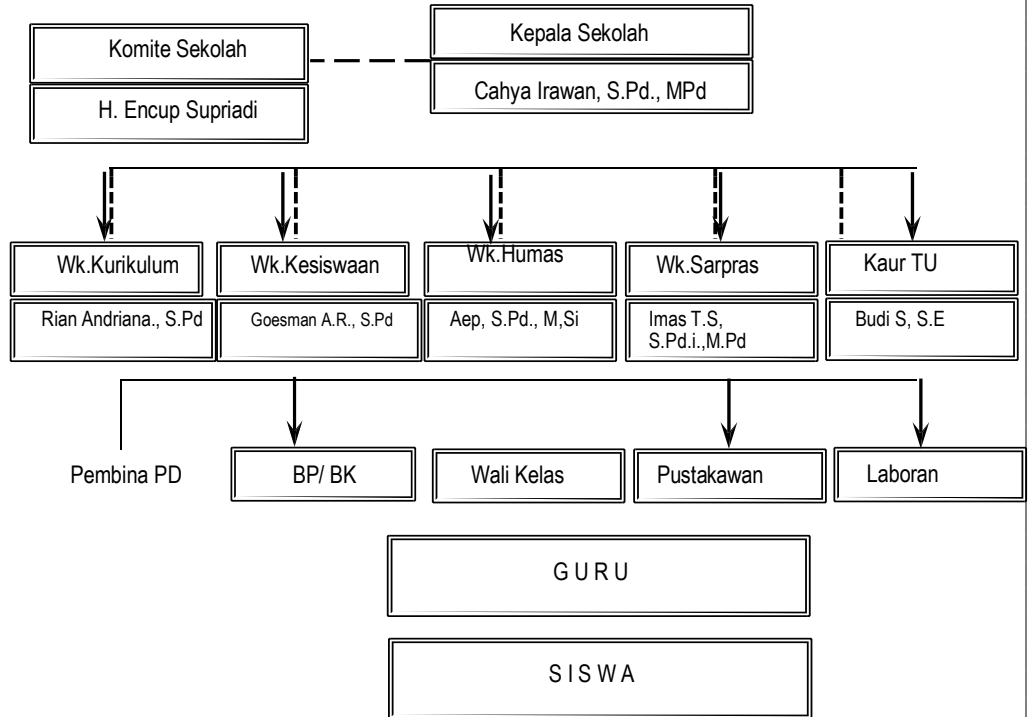 Komite Sekolah
H. Encup Supriadi
Kepala Sekolah
Cahya Irawan, S.Pd., MPd
Wk.Kurikulum
Rian Andriana., S.Pd
Wk.Kesiswaan
Goesman A.R., S.Pd
Wk.Humas
Aep, S.Pd., M,Si
Wk.Sarpras
Imas T.S,
S.Pd.i.,M.Pd
Kaur TU
Budi S, S.E
Pembina PD
BP/ BK
Wali Kelas
Pustakawan
Laboran
G U R U
S I S W A